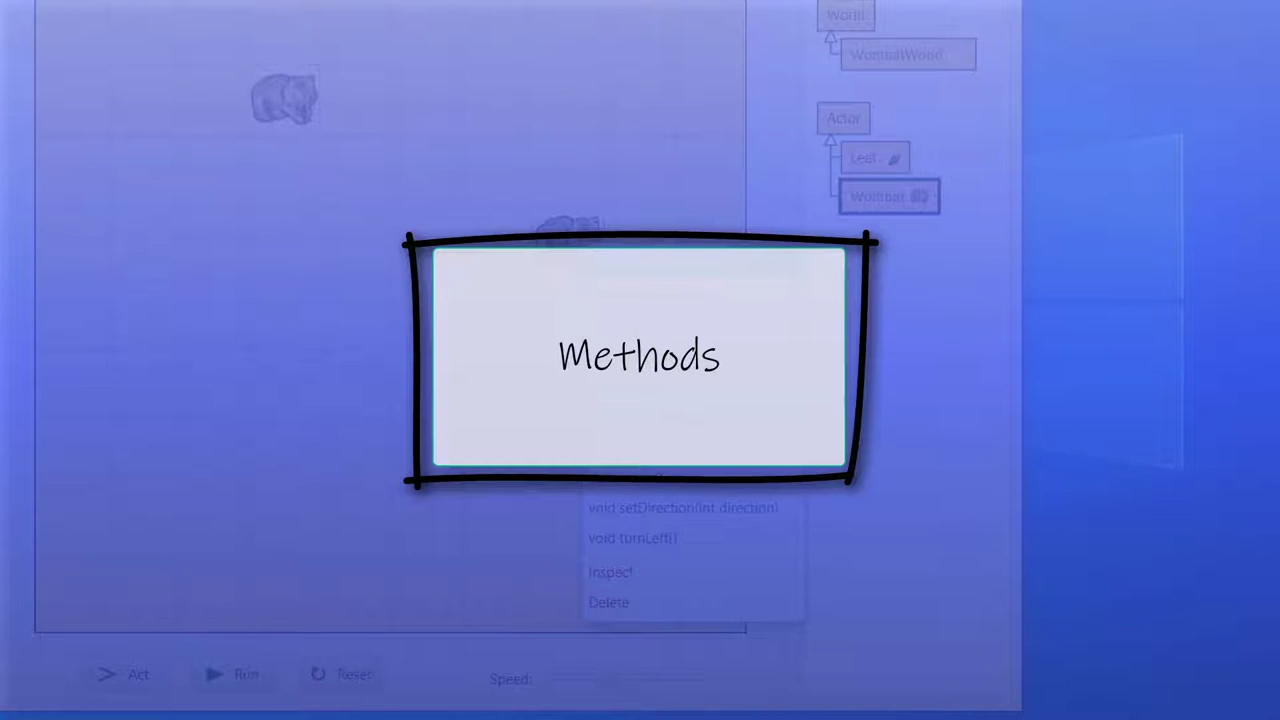 World
WombatWorld
Actor
Leaf
Wombat
Methods
void setDirection(int direction)
void turnLeft()
Inspect
Delete
Act
Run
Reset
Speed: